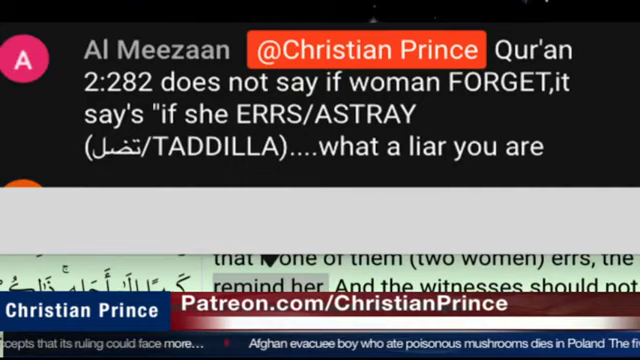 A
Al Meezaan @Christian Prince Qur'an
2:282 does not say if woman FORGET,it
say's "if she ERRS/ASTRAY
(تضل/TADDILLA)....what a liar you are
that one of them (two women) errs, the
remind her. And the witnesses should not
Christian Prince Patreon.com/ChristianPrince
ccepts that its ruling could face more... Afghan evacuee boy who ate poisonous mushrooms dies in Poland The fi